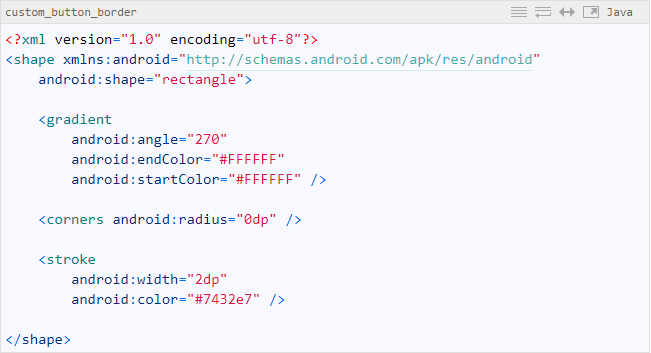 custom_button_border Java
<?xml version="1.0" encoding="utf-8"?>
<shape xmlns:android="http://schemas.android.com/apk/res/android"
    android:shape="rectangle">

    <gradient
        android:angle="270"
        android:endColor="#FFFFFF"
        android:startColor="#FFFFFF" />

    <corners android:radius="0dp" />

    <stroke
        android:width="2dp"
        android:color="#7432e7" />

</shape>